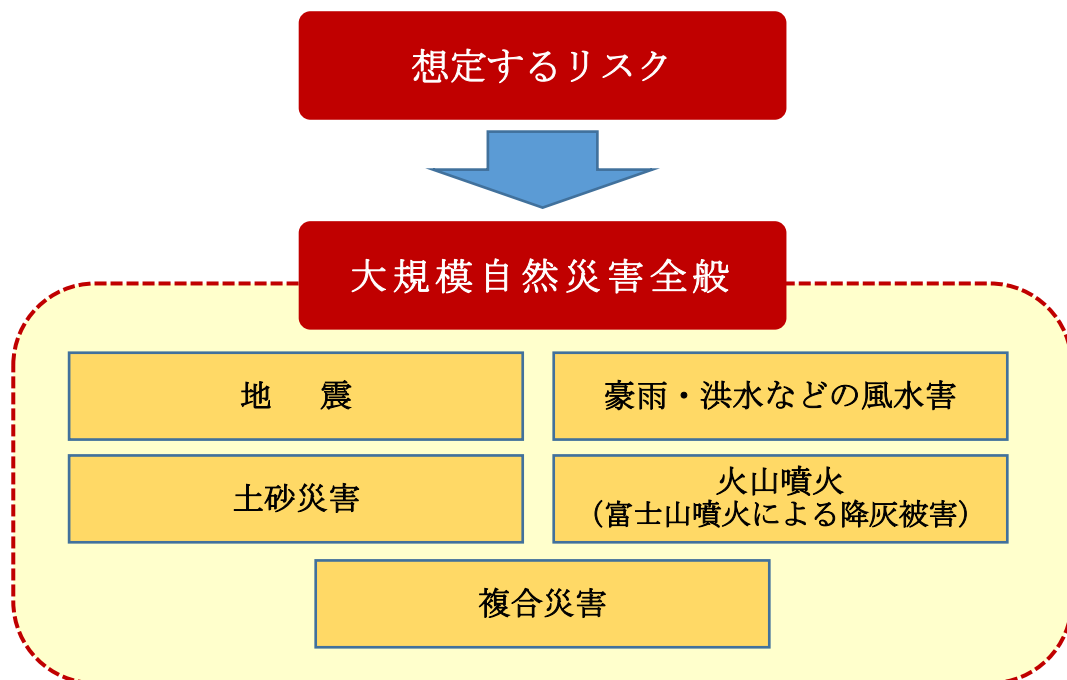 想定するリスク
大規模自然災害全般
地　震
豪雨・洪水などの風水害
土砂災害
火山噴火
（富士山噴火による降灰被害）
複合災害